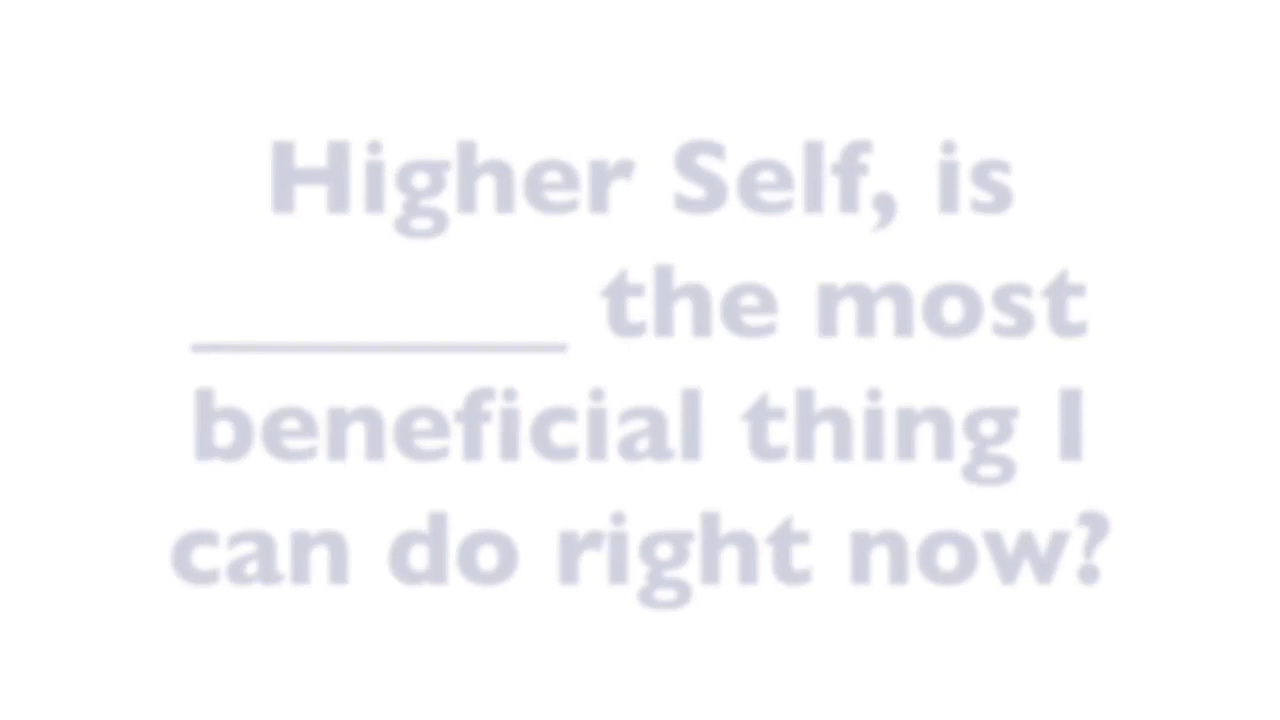 Higher Self, is
________ the most
beneficial thing I
can do right now?